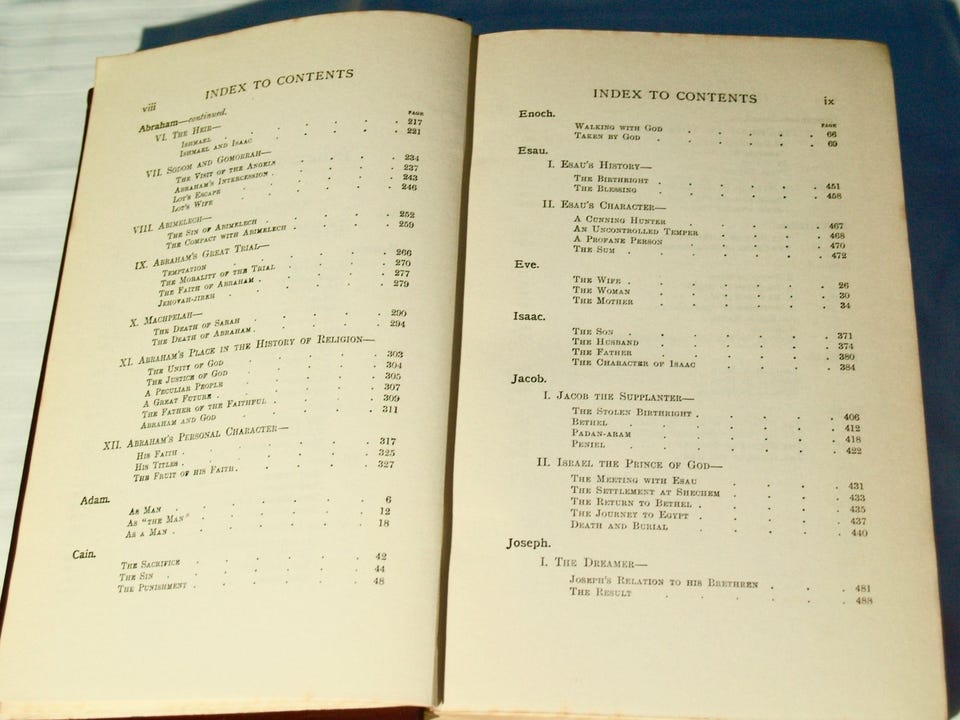 viii
INDEX TO CONTENTS
Abraham—continued.
PAGE
VI. THE HEIR—
ISHMAEL . . . . . . . 217
ISHMAEL AND ISAAC . . . . . . 221
VII. SODOM AND GOMORRAH—
THE VISIT OF THE ANGELS . . . . . 234
ABRAHAM'S INTERCESSION . . . . . 237
LOT'S ESCAPE . . . . . . 243
LOT'S WIFE . . . . . . 246
VIII. ABIMELECH—
THE SIN OF ABIMELECH . . . . . 252
THE COMPACT WITH ABIMELECH . . . . . 259
IX. ABRAHAM'S GREAT TRIAL—
TEMPTATION . . . . . . 266
THE MORALITY OF THE TRIAL . . . . . 270
THE FAITH OF ABRAHAM . . . . . 277
JEHOVAH-JIREH . . . . . . 279
X. MACHPELAH—
THE DEATH OF SARAH . . . . . 290
THE DEATH OF ABRAHAM . . . . . 294
XI. ABRAHAM'S PLACE IN THE HISTORY OF RELIGION—
THE UNITY OF GOD . . . . . 303
THE JUSTICE OF GOD . . . . . 304
A PECULIAR PEOPLE . . . . . 305
A GREAT FUTURE . . . . . . 307
THE FATHER OF THE FAITHFUL . . . . . 309
ABRAHAM AND GOD . . . . . 311
XII. ABRAHAM'S PERSONAL CHARACTER—
HIS FAITH . . . . . . 317
HIS TITLES . . . . . . 325
THE FRUIT OF HIS FAITH . . . . . 327
Adam.
AS MAN . . . . . . 6
AS "THE MAN" . . . . . . 12
AS A MAN . . . . . . 18
Cain.
THE SACRIFICE . . . . . . 42
THE SIN . . . . . . 44
THE PUNISHMENT . . . . . . 48
INDEX TO CONTENTS
ix
Enoch.
PAGE
WALKING WITH GOD . . . . . 66
TAKEN BY GOD . . . . . 69
Esau.
I. ESAU'S HISTORY—
THE BIRTHRIGHT . . . . . . 451
THE BLESSING . . . . . . 458
II. ESAU'S CHARACTER—
A CUNNING HUNTER . . . . . 467
AN UNCONTROLLED TEMPER . . . . . 468
A PROFANE PERSON . . . . . 470
THE SUM . . . . . . 472
Eve.
THE WIFE . . . . . . 26
THE WOMAN . . . . . . 30
THE MOTHER . . . . . . 34
Isaac.
THE SON . . . . . . 371
THE HUSBAND . . . . . . 374
THE FATHER . . . . . . 380
THE CHARACTER OF ISAAC . . . . . 384
Jacob.
I. JACOB THE SUPPLANTER—
THE STOLEN BIRTHRIGHT . . . . . 406
BETHEL . . . . . . 412
PADAN-ARAM . . . . . . 418
PENIEL . . . . . . 422
II. ISRAEL THE PRINCE OF GOD—
THE MEETING WITH ESAU . . . . . 431
THE SETTLEMENT AT SHECHEM . . . . 433
THE RETURN TO BETHEL . . . . . 435
THE JOURNEY TO EGYPT . . . . . 437
DEATH AND BURIAL . . . . . 440
Joseph.
I. THE DREAMER—
JOSEPH'S RELATION TO HIS BRETHREN . . . 481
THE RESULT . . . . . . 488